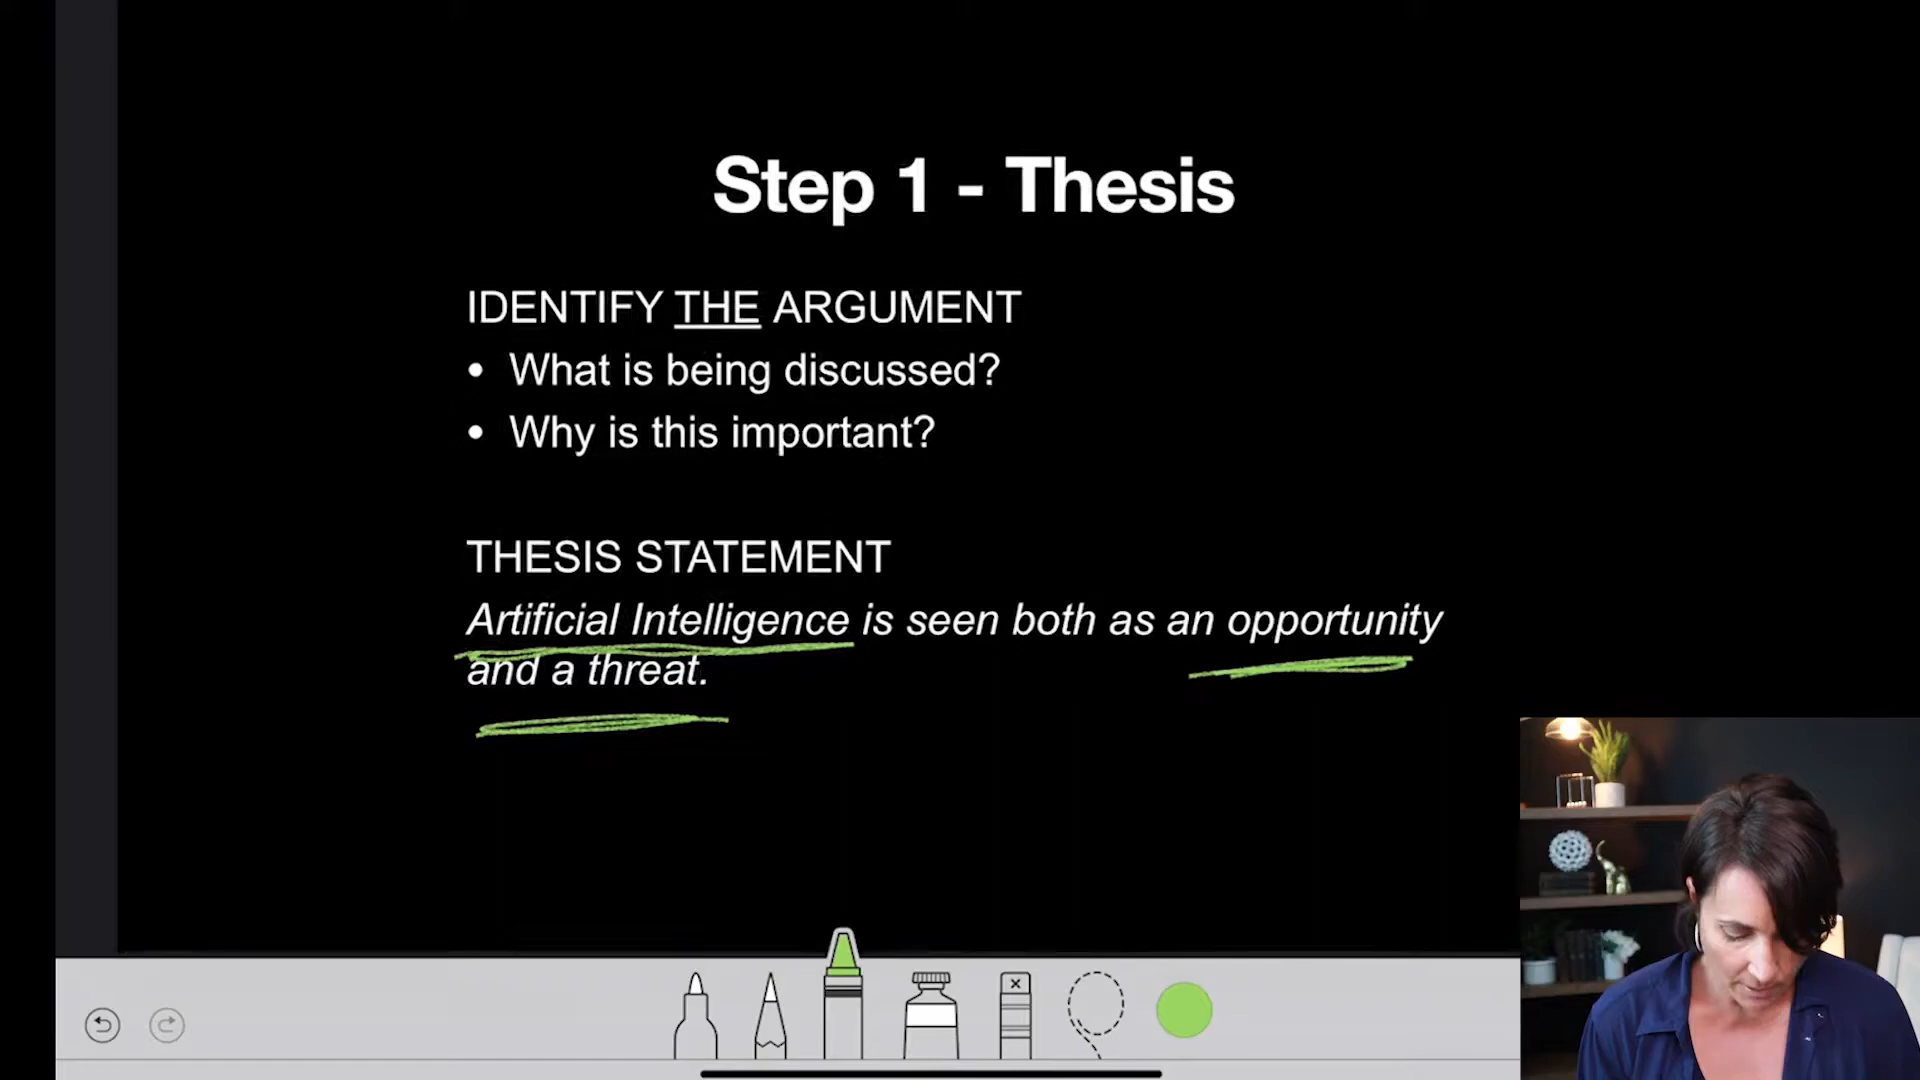 Step 1 - Thesis
IDENTIFY THE ARGUMENT
• What is being discussed?
• Why is this important?
THESIS STATEMENT
Artificial Intelligence is seen both as an opportunity
and a threat.